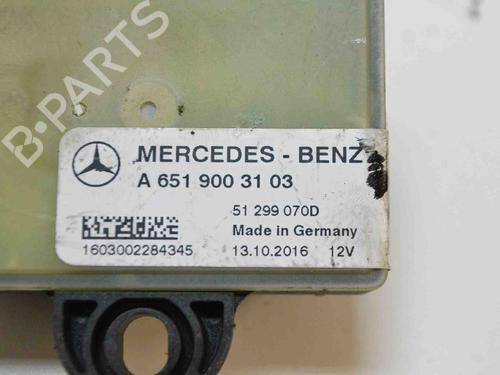 B-PARTS
MERCEDES - BENZ
A 651 900 31 03
51 299 070D
Made in Germany
1603002284345
13.10.2016 12V